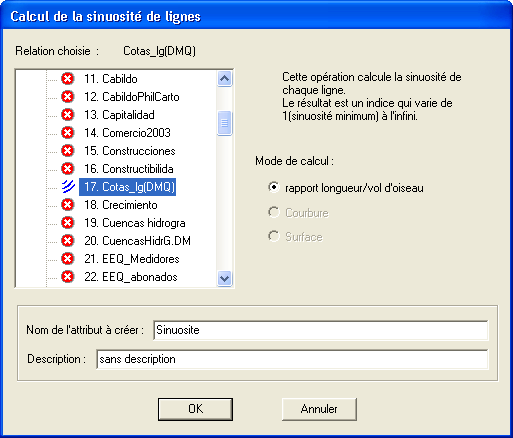 Calcul de la sinuosité de lignes
Relation choisie : Cotas_lg(DMQ)
11. Cabildo
12. CabildoPhilCarto
13. Capitalidad
14. Comercio2003
15. Construcciones
16. Constructibilida
17. Cotas_lg(DMQ)
18. Crecimiento
19. Cuencas hidrogra
20. CuencasHidrG.DM
21. EEQ_Medidores
22. EEQ_abonados
Cette opération calcule la sinuosité de
chaque ligne.
Le résultat est un indice qui varie de
1(sinuosité minimum) à l'infini.
Mode de calcul :
rapport longueur/vol d'oiseau
Courbure
Surface
Nom de l'attribut à créer : Sinuosite
Description : sans description
OK
Annuler